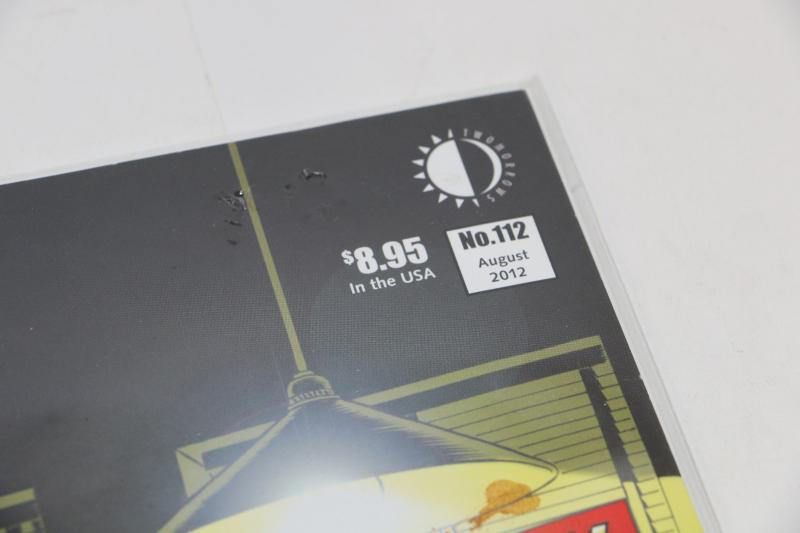 TWOMORROWS
No.112
August
2012
$8.95
In the USA